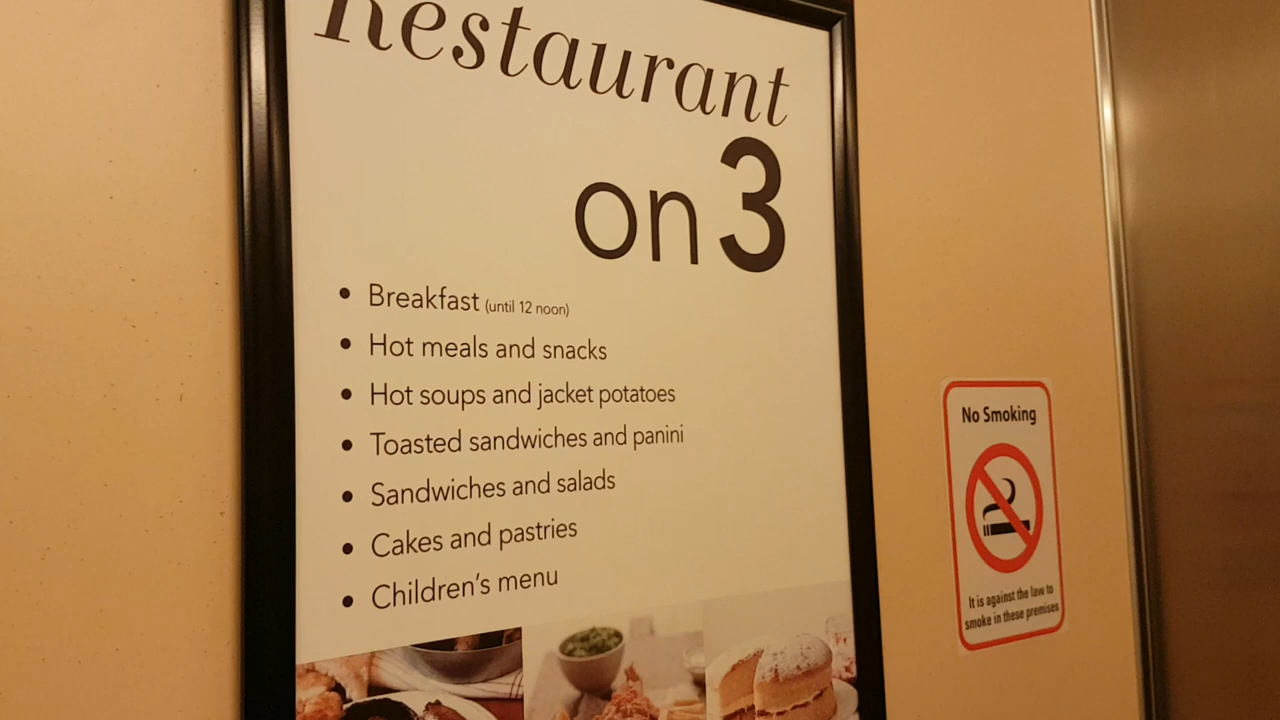 Restaurant
on 3
• Breakfast (until 12 noon)
• Hot meals and snacks
• Hot soups and jacket potatoes
• Toasted sandwiches and panini
• Sandwiches and salads
• Cakes and pastries
• Children's menu
No Smoking
It is against the law to
smoke in these premises